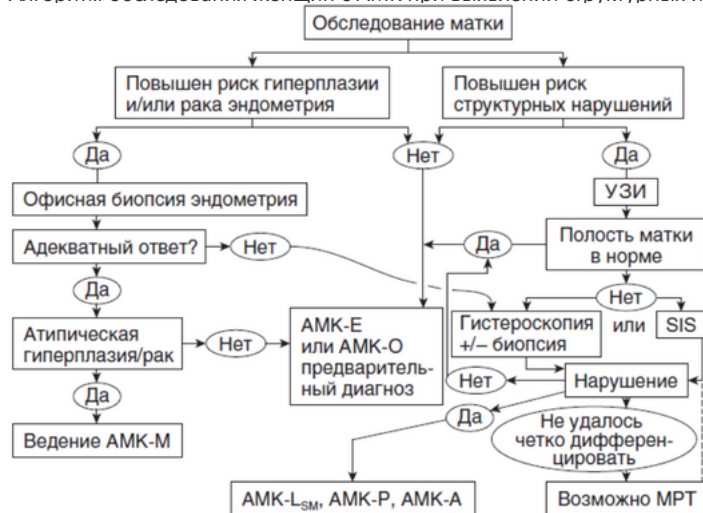 Обследование матки
Повышен риск гиперплазии
и/или рака эндометрия
Повышен риск
структурных нарушений
Да
Нет
Да
Офисная биопсия эндометрия
УЗИ
Адекватный ответ?
Нет
Да
Полость матки
в норме
Да
Нет
или
Атипическая
гиперплазия/рак
Нет
АМК-E
или АМК-O
предваритель-
ный диагноз
Гистероскопия
+/– биопсия
SIS
Нет
Нарушение
Да
Да
Не удалось
четко дифферен-
цировать
Ведение АМК-M
АМК-LSM, АМК-P, АМК-A
Возможно МРТ